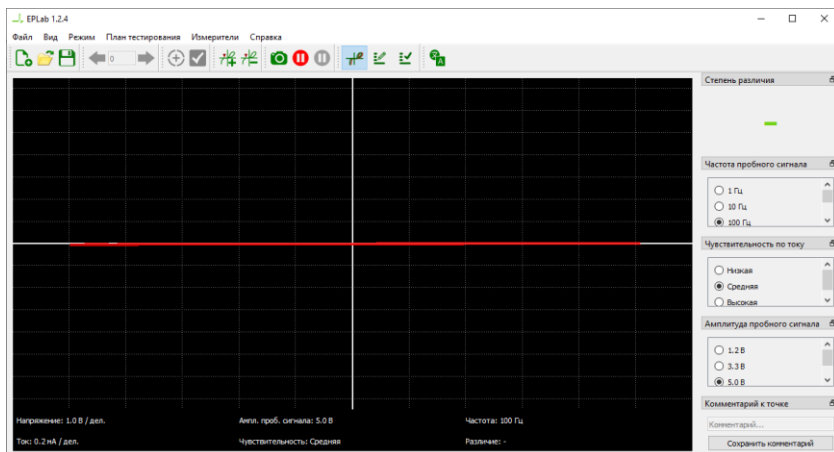 EPLab 1.2.4
Файл Вид Режим План тестирования Измерители Справка
0
Степень различия
-
Частота пробного сигнала
1 Гц
10 Гц
100 Гц
Чувствительность по току
Низкая
Средняя
Высокая
Амплитуда пробного сигнала
1.2 В
3.3 В
5.0 В
Комментарий к точке
Комментарий...
Сохранить комментарий
Напряжение: 1.0 В / дел. Ампл. проб. сигнала: 5.0 В Частота: 100 Гц
Ток: 0.2 мА / дел. Чувствительность: Средняя Различие: -